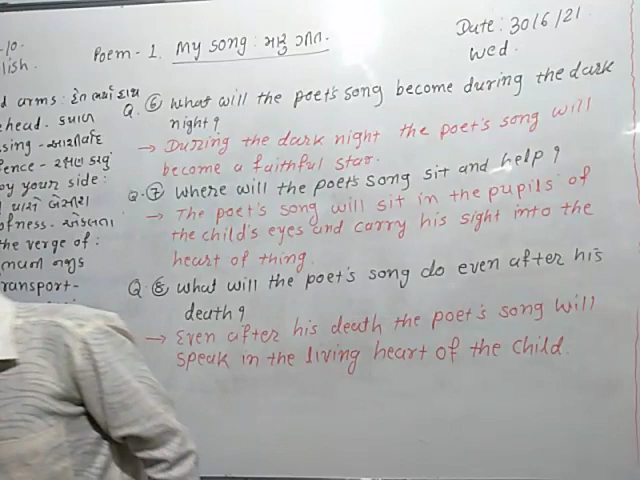 -10
lish.
Poem - 1. My song : મારું ગીત.
Date : 30/6/21
Wed.
d arms :
ehead. કપાળ
sing - આશીર્વાદ
ence - રક્ષણ કરવું
by your side :
ofness.
the verge of :
ransport-
Q. ⑥ what will the poet's song become during the dark
night ?
→ During the dark night the poet's song will
become a faithful star.
Q. ⑦ where will the poet's song sit and help ?
→ The poet's song will sit in the pupils of
the child's eyes and carry his sight into the
heart of thing.
Q. ⑧ what will the poet's song do even after his
death ?
→ Even after his death the poet's song will
speak in the living heart of the child.